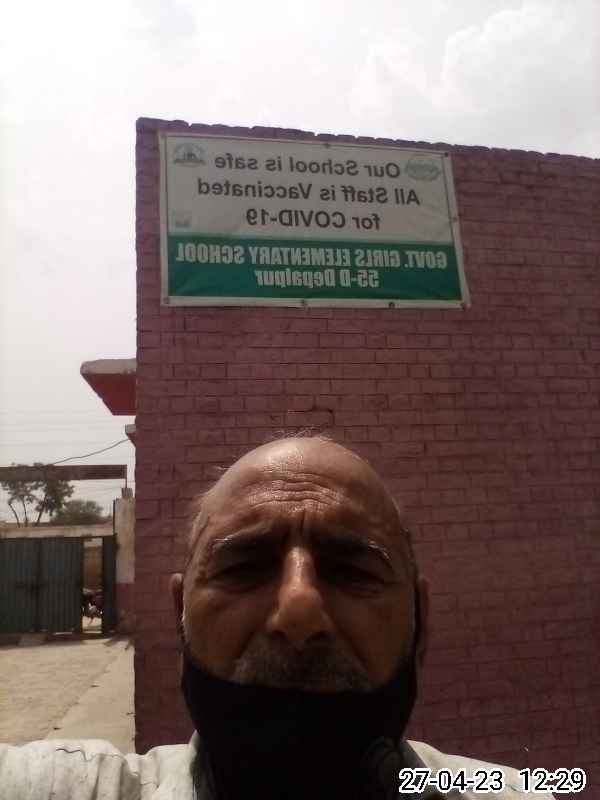 Our School is safe
All Staff is Vaccinated
for COVID-19
GOVT. GIRLS ELEMENTARY SCHOOL
55-D Depalpur
27-04-23 12:29